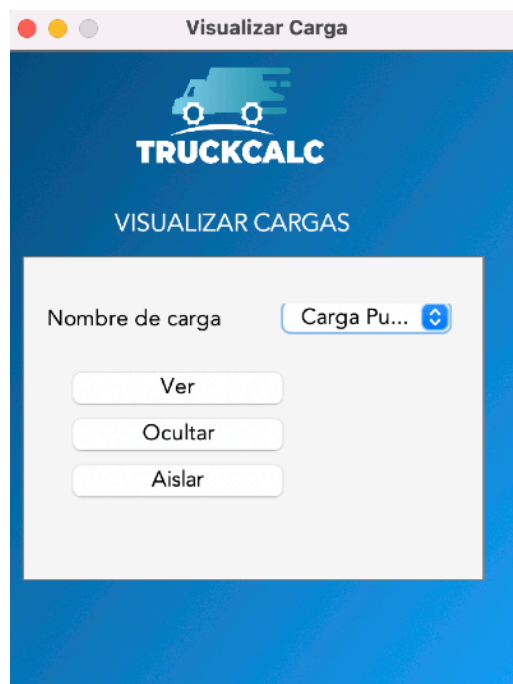 Visualizar Carga
TRUCKCALC
VISUALIZAR CARGAS
Nombre de carga Carga Pu...
Ver
Ocultar
Aislar